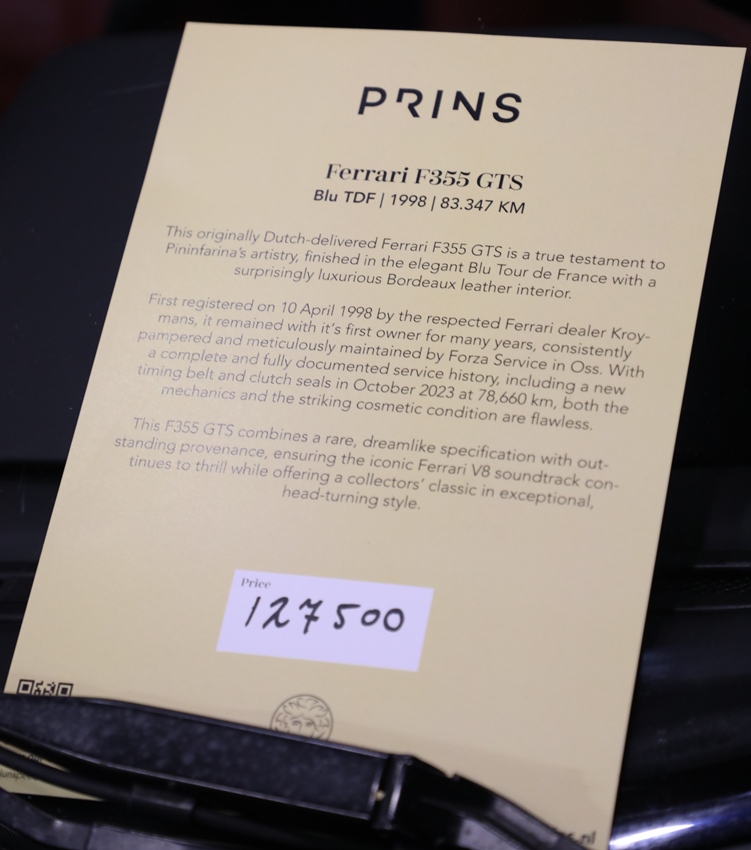 PRINS
Ferrari F355 GTS
Blu TDF | 1998 | 83.347 KM
This originally Dutch-delivered Ferrari F355 GTS is a true testament to
Pininfarina's artistry, finished in the elegant Blu Tour de France with a
surprisingly luxurious Bordeaux leather interior.
First registered on 10 April 1998 by the respected Ferrari dealer Kroy-
mans, it remained with it's first owner for many years, consistently
pampered and meticulously maintained by Forza Service in Oss. With
a complete and fully documented service history, including a new
timing belt and clutch seals in October 2023 at 78,660 km, both the
mechanics and the striking cosmetic condition are flawless.
This F355 GTS combines a rare, dreamlike specification with out-
standing provenance, ensuring the iconic Ferrari V8 soundtrack con-
tinues to thrill while offering a collectors' classic in exceptional,
head-turning style.
Price
127500